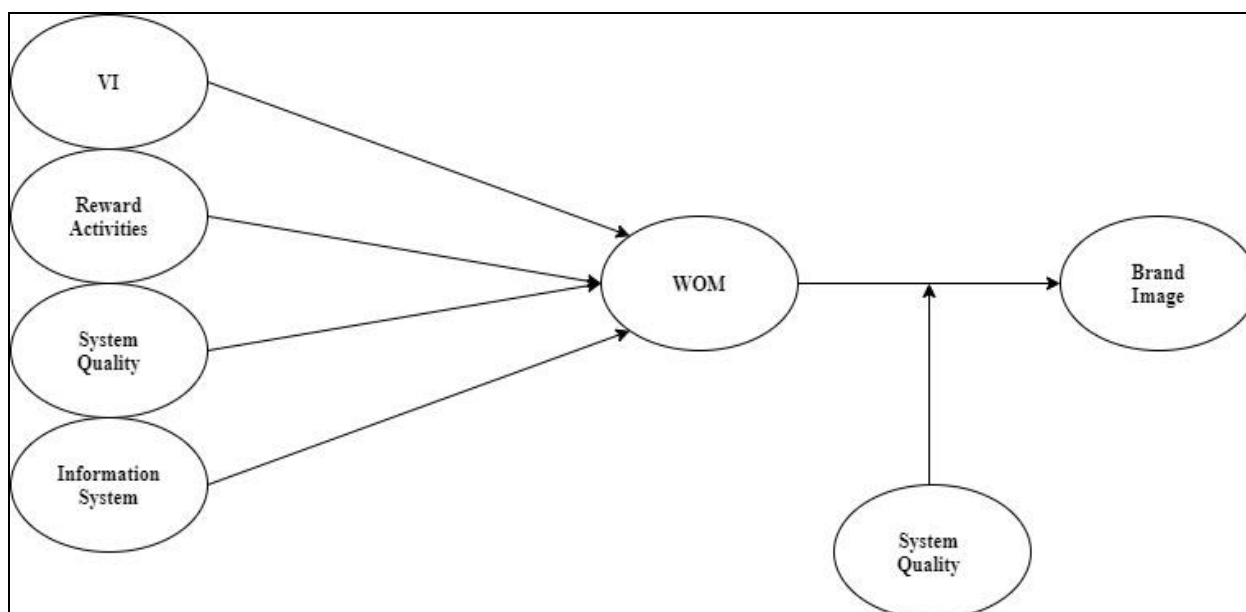 VI
Reward
Activities
System
Quality
Information
System
WOM
Brand
Image
System
Quality